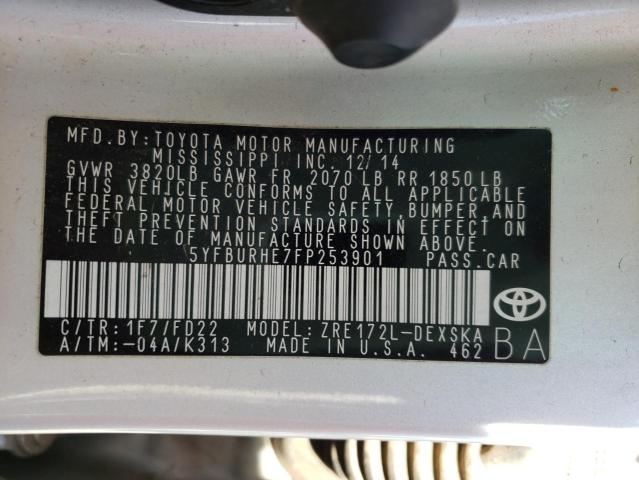 MFD. BY: TOYOTA MOTOR MANUFACTURING
MISSISSIPPI INC. 12/14
GVWR 3820LB GAWR FR 2070 LB RR 1850 LB
THIS VEHICLE CONFORMS TO ALL APPLICABLE
FEDERAL MOTOR VEHICLE SAFETY, BUMPER AND
THEFT PREVENTION STANDARDS IN EFFECT ON
THE DATE OF MANUFACTURE SHOWN ABOVE.
5YFBURHE7FP253901 PASS.CAR
C/TR:1F7/FD22 MODEL:ZRE172L-DEXSKA
A/TM:-04A/K313 MADE IN U.S.A. 462 BA